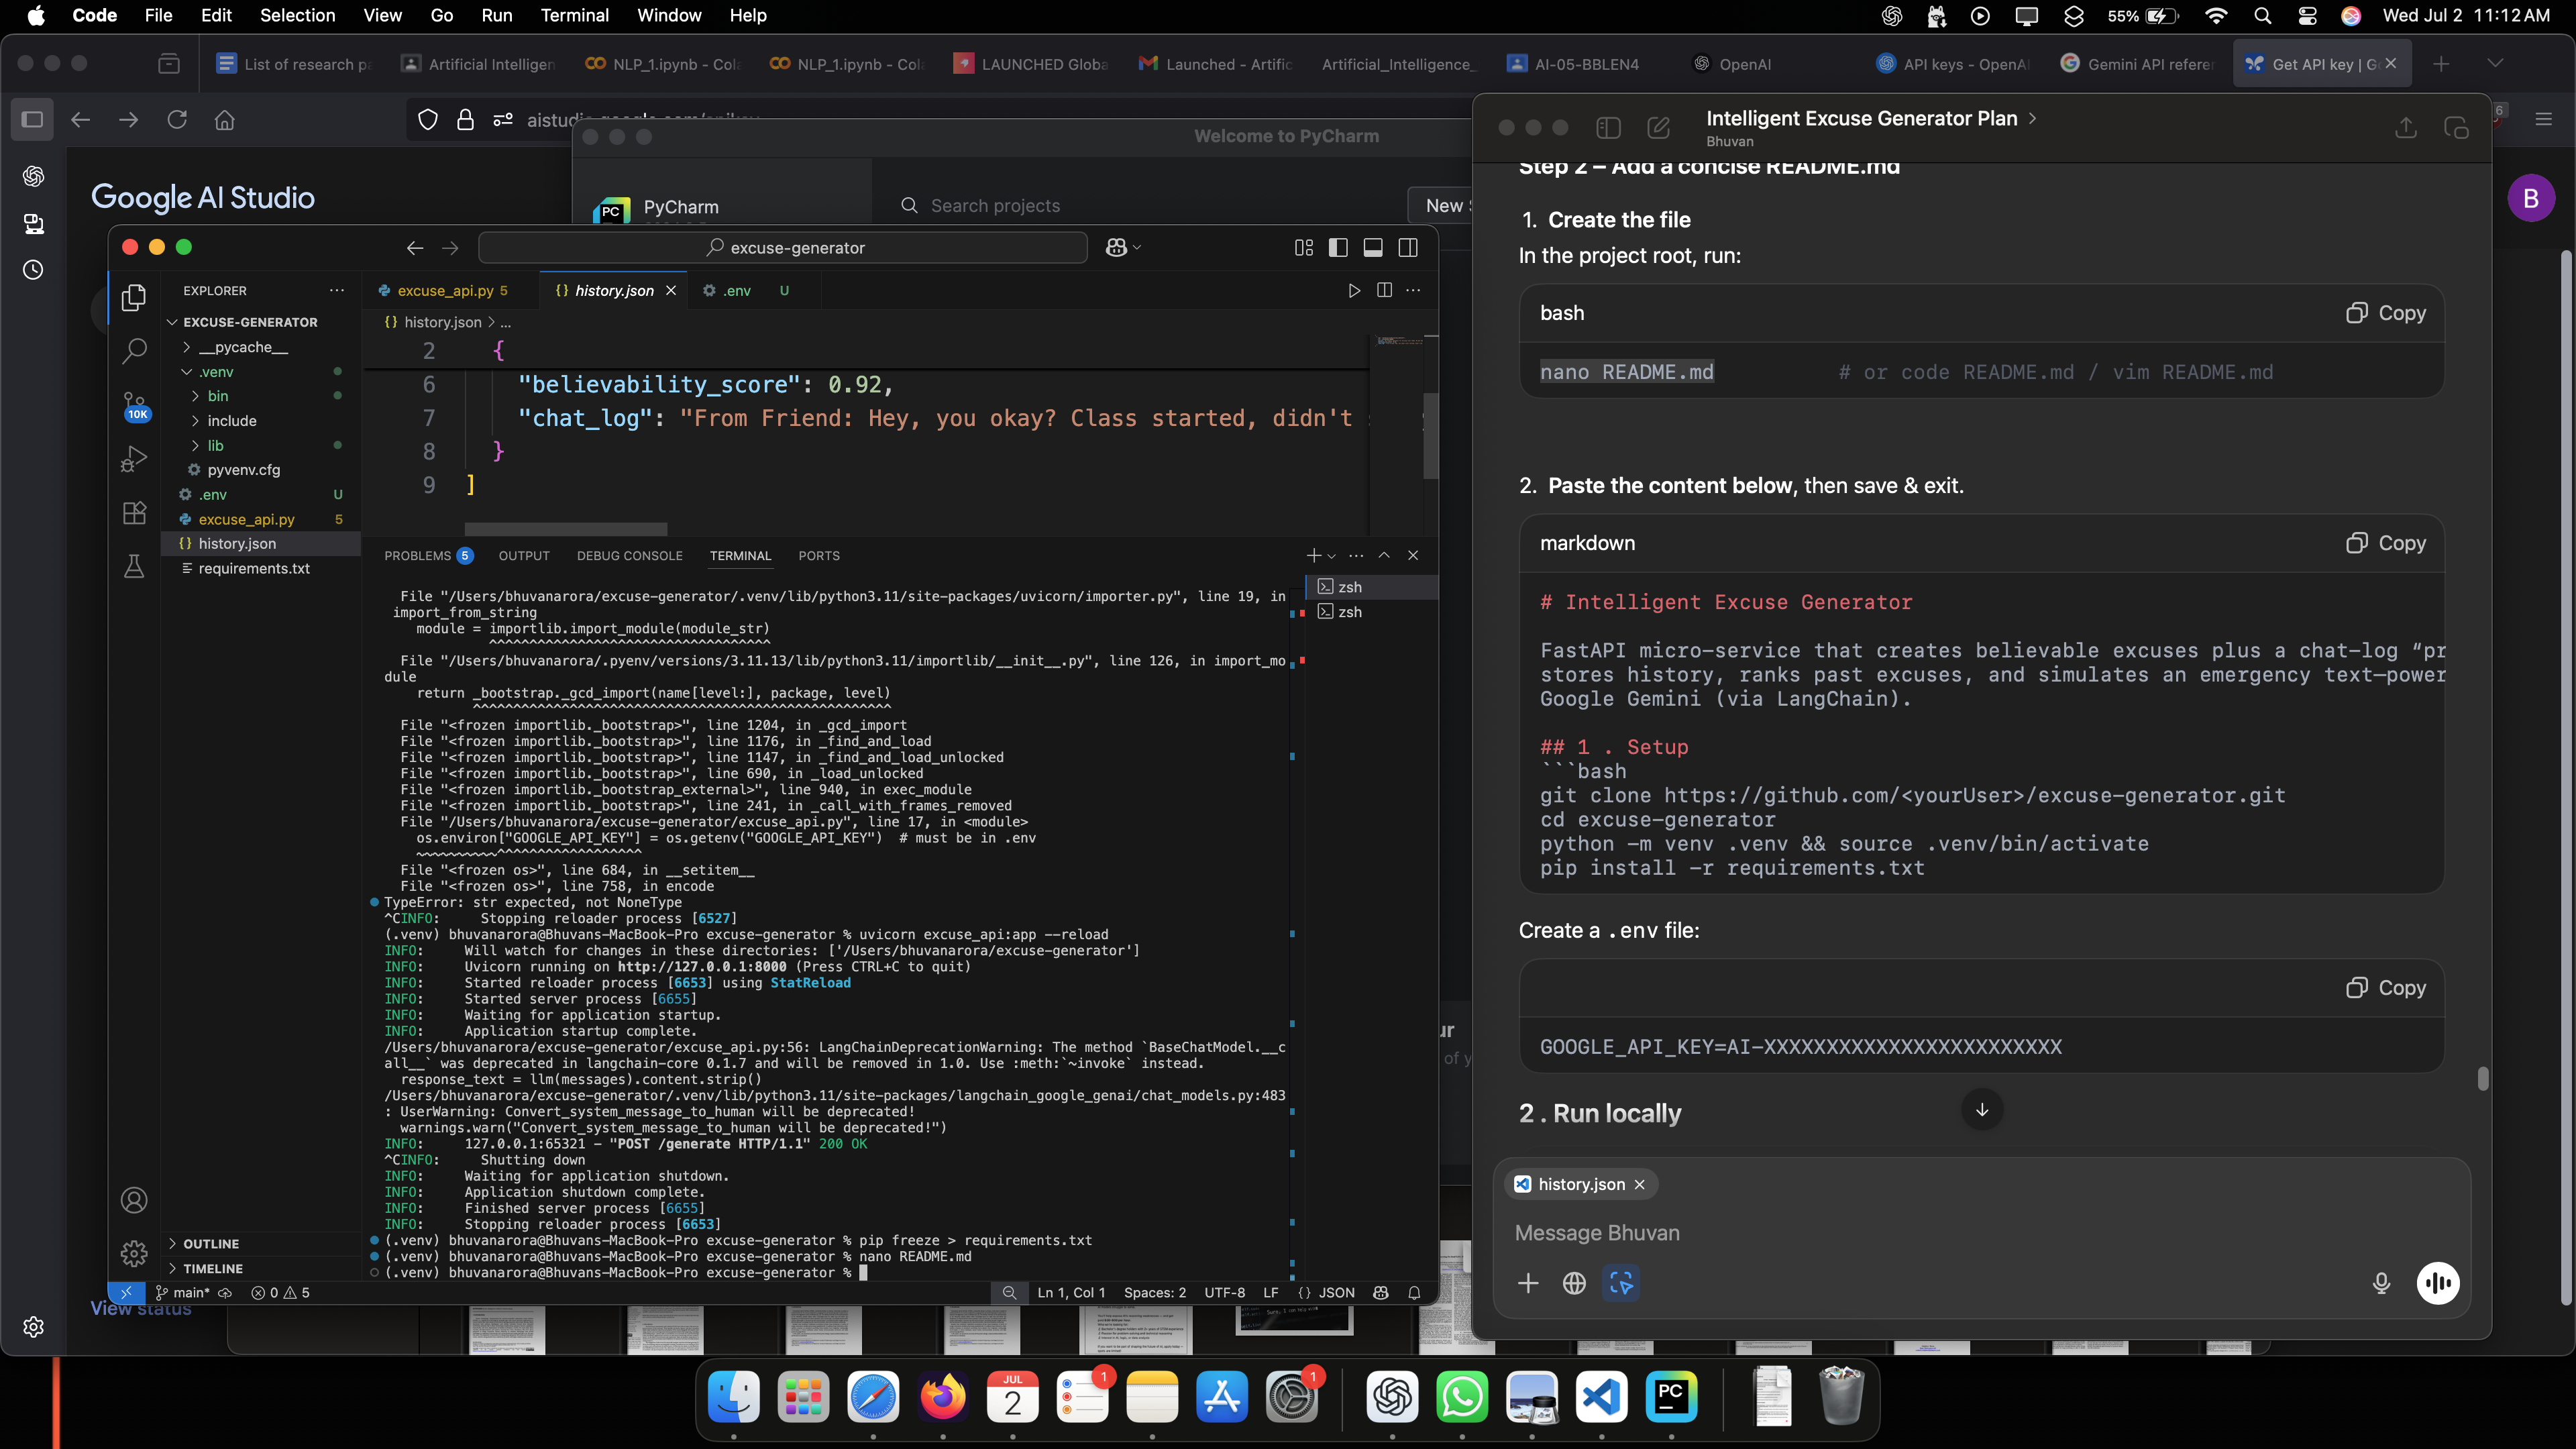 Code File Edit Selection View Go Run Terminal Window Help
55% Wed Jul 2 11:12 AM
List of research pa
Artificial Intelligen
NLP_1.ipynb - Col
NLP_1.ipynb - Col
LAUNCHED Globa
Launched - Artific
Artificial_Intelligence_
AI-05-BBLEN4
OpenAI
API keys - OpenAI
Gemini API refere
Get API key | G
Google AI Studio
B
6
View status
Welcome to PyCharm
PyCharm
Search projects
New
excuse-generator
EXPLORER
EXCUSE-GENERATOR
__pycache__
.venv
bin
include
lib
pyvenv.cfg
.env U
excuse_api.py 5
history.json
requirements.txt
10K
OUTLINE
TIMELINE
excuse_api.py 5
history.json
.env U
history.json > ...
2 {
6 "believability_score": 0.92,
7 "chat_log": "From Friend: Hey, you okay? Class started, didn't
8 }
9 ]
PROBLEMS 5 OUTPUT DEBUG CONSOLE TERMINAL PORTS
zsh
zsh
File "/Users/bhuvanarora/excuse-generator/.venv/lib/python3.11/site-packages/uvicorn/importer.py", line 19, in
import_from_string
module = importlib.import_module(module_str)
^^^^^^^^^^^^^^^^^^^^^^^^^^^^^^^^^^
File "/Users/bhuvanarora/.pyenv/versions/3.11.13/lib/python3.11/importlib/__init__.py", line 126, in import_mo
dule
return _bootstrap._gcd_import(name[level:], package, level)
^^^^^^^^^^^^^^^^^^^^^^^^^^^^^^^^^^^^^^^^^^^^^^^^^^^^
File "<frozen importlib._bootstrap>", line 1204, in _gcd_import
File "<frozen importlib._bootstrap>", line 1176, in _find_and_load
File "<frozen importlib._bootstrap>", line 1147, in _find_and_load_unlocked
File "<frozen importlib._bootstrap>", line 690, in _load_unlocked
File "<frozen importlib._bootstrap_external>", line 940, in exec_module
File "<frozen importlib._bootstrap>", line 241, in _call_with_frames_removed
File "/Users/bhuvanarora/excuse-generator/excuse_api.py", line 17, in <module>
os.environ["GOOGLE_API_KEY"] = os.getenv("GOOGLE_API_KEY") # must be in .env
~~~~~~~~~~^^^^^^^^^^^^^^^^^^
File "<frozen os>", line 684, in __setitem__
File "<frozen os>", line 758, in encode
TypeError: str expected, not NoneType
^CINFO: Stopping reloader process [6527]
(.venv) bhuvanarora@Bhuvans-MacBook-Pro excuse-generator % uvicorn excuse_api:app --reload
INFO: Will watch for changes in these directories: ['/Users/bhuvanarora/excuse-generator']
INFO: Uvicorn running on http://127.0.0.1:8000 (Press CTRL+C to quit)
INFO: Started reloader process [6653] using StatReload
INFO: Started server process [6655]
INFO: Waiting for application startup.
INFO: Application startup complete.
/Users/bhuvanarora/excuse-generator/excuse_api.py:56: LangChainDeprecationWarning: The method `BaseChatModel.__c
all__` was deprecated in langchain-core 0.1.7 and will be removed in 1.0. Use :meth:`~invoke` instead.
response_text = llm(messages).content.strip()
/Users/bhuvanarora/excuse-generator/.venv/lib/python3.11/site-packages/langchain_google_genai/chat_models.py:483
: UserWarning: Convert_system_message_to_human will be deprecated!
warnings.warn("Convert_system_message_to_human will be deprecated!")
INFO: 127.0.0.1:65321 - "POST /generate HTTP/1.1" 200 OK
^CINFO: Shutting down
INFO: Waiting for application shutdown.
INFO: Application shutdown complete.
INFO: Finished server process [6655]
INFO: Stopping reloader process [6653]
(.venv) bhuvanarora@Bhuvans-MacBook-Pro excuse-generator % pip freeze > requirements.txt
(.venv) bhuvanarora@Bhuvans-MacBook-Pro excuse-generator % nano README.md
(.venv) bhuvanarora@Bhuvans-MacBook-Pro excuse-generator %
main* 0 5
Ln 1, Col 1 Spaces: 2 UTF-8 LF {} JSON
Intelligent Excuse Generator Plan >
Bhuvan
Step 2 – Add a concise README.md
1. Create the file
In the project root, run:
bash Copy
nano README.md # or code README.md / vim README.md
2. Paste the content below, then save & exit.
markdown Copy
# Intelligent Excuse Generator
FastAPI micro-service that creates believable excuses plus a chat-log “pr
stores history, ranks past excuses, and simulates an emergency text—power
Google Gemini (via LangChain).
## 1 . Setup
```bash
git clone https://github.com/<yourUser>/excuse-generator.git
cd excuse-generator
python -m venv .venv && source .venv/bin/activate
pip install -r requirements.txt
Create a .env file:
Copy
GOOGLE_API_KEY=AI-XXXXXXXXXXXXXXXXXXXXXXXX
2 . Run locally
history.json
Message Bhuvan
JUL
2
1
1
PC